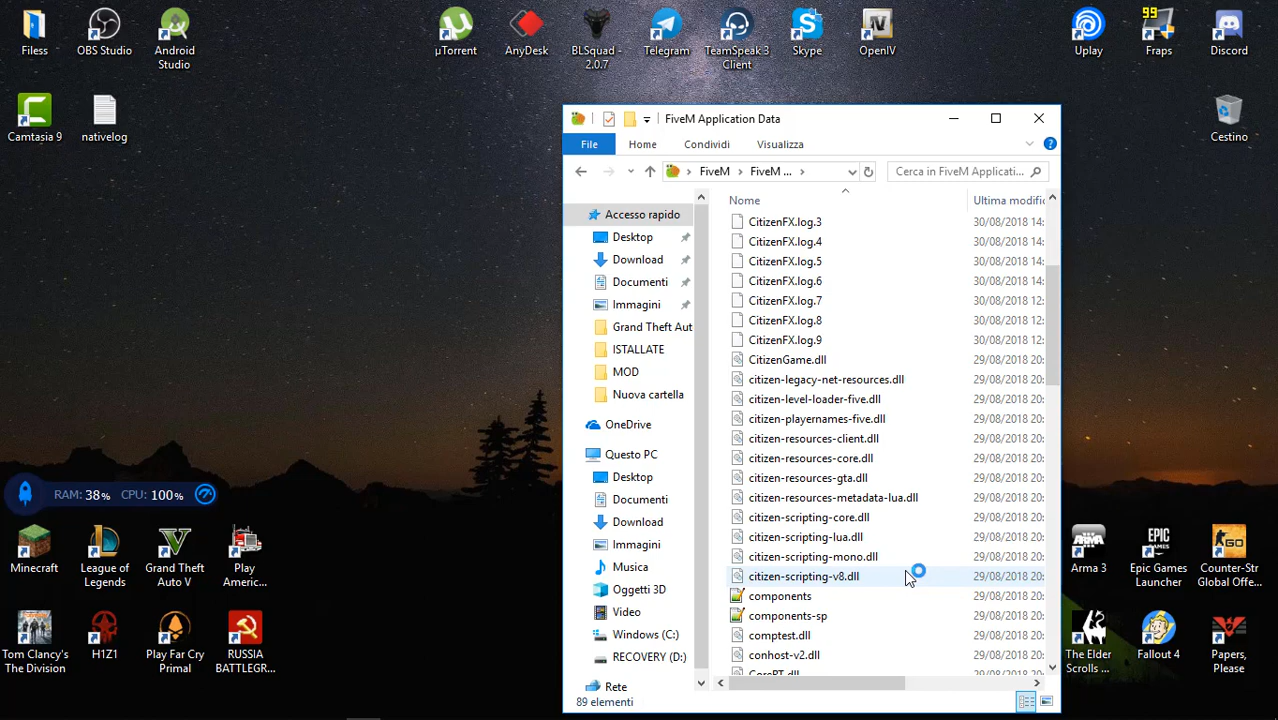 Filess
OBS Studio
Android
Studio
µTorrent
AnyDesk
BLSquad -
2.0.7
Telegram
TeamSpeak 3
Client
Skype
OpenIV
Uplay
99
Fraps
Discord
Camtasia 9
nativelog
Cestino
FiveM Application Data
File
Home
Condividi
Visualizza
FiveM
FiveM ...
Cerca in FiveM Applicati...
Nome
Ultima modific
Accesso rapido
Desktop
Download
Documenti
Immagini
Grand Theft Aut
ISTALLATE
MOD
Nuova cartella
OneDrive
Questo PC
Desktop
Documenti
Download
Immagini
Musica
Oggetti 3D
Video
Windows (C:)
RECOVERY (D:)
Rete
CitizenFX.log.3 30/08/2018 14:
CitizenFX.log.4 30/08/2018 14:
CitizenFX.log.5 30/08/2018 14:
CitizenFX.log.6 30/08/2018 14:
CitizenFX.log.7 30/08/2018 12:
CitizenFX.log.8 30/08/2018 12:
CitizenFX.log.9 30/08/2018 12:
CitizenGame.dll 29/08/2018 20:
citizen-legacy-net-resources.dll 29/08/2018 20:
citizen-level-loader-five.dll 29/08/2018 20:
citizen-playernames-five.dll 29/08/2018 20:
citizen-resources-client.dll 29/08/2018 20:
citizen-resources-core.dll 29/08/2018 20:
citizen-resources-gta.dll 29/08/2018 20:
citizen-resources-metadata-lua.dll 29/08/2018 20:
citizen-scripting-core.dll 29/08/2018 20:
citizen-scripting-lua.dll 29/08/2018 20:
citizen-scripting-mono.dll 29/08/2018 20:
citizen-scripting-v8.dll 29/08/2018 20:
components 29/08/2018 20:
components-sp 29/08/2018 20:
comptest.dll 29/08/2018 20:
conhost-v2.dll 29/08/2018 20:
CoreRT.dll 29/08/2018 20:
89 elementi
RAM: 38% CPU: 100%
Minecraft
League of
Legends
Grand Theft
Auto V
Play
Americ...
Tom Clancy's
The Division
H1Z1
Play Far Cry
Primal
RUSSIA
BATTLEGR...
Arma 3
EPIC
GAMES
Epic Games
Launcher
GO
Counter-Str
Global Offe...
The Elder
Scrolls ...
Fallout 4
Papers,
Please